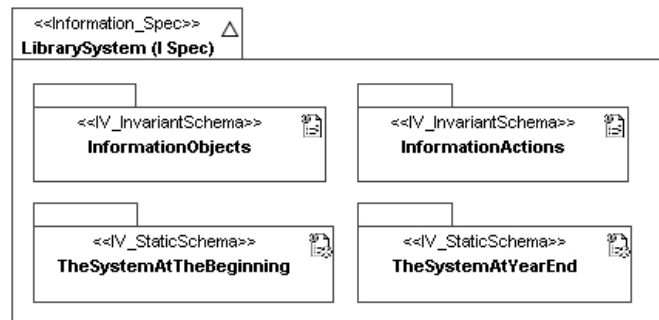 <<Information_Spec>>
LibrarySystem (I Spec)
<<IV_InvariantSchema>>
InformationObjects
<<IV_InvariantSchema>>
InformationActions
<<IV_StaticSchema>>
TheSystemAtTheBeginning
<<IV_StaticSchema>>
TheSystemAtYearEnd